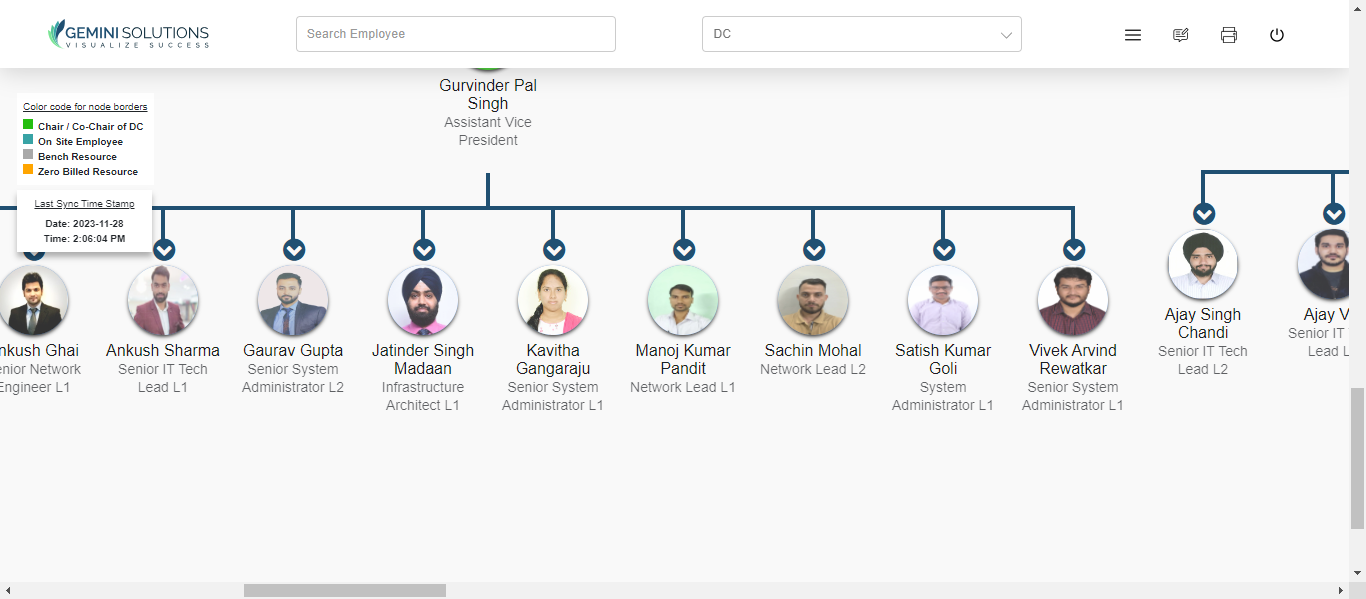 GEMINI SOLUTIONS
VISUALIZE SUCCESS
Search Employee
DC
Gurvinder Pal
Singh
Assistant Vice
President
Color code for node borders
Chair / Co-Chair of DC
On Site Employee
Bench Resource
Zero Billed Resource
Last Sync Time Stamp
Date: 2023-11-28
Time: 2:06:04 PM
nkush Ghai
enior Network
Engineer L1
Ankush Sharma
Senior IT Tech
Lead L1
Gaurav Gupta
Senior System
Administrator L2
Jatinder Singh
Madaan
Infrastructure
Architect L1
Kavitha
Gangaraju
Senior System
Administrator L1
Manoj Kumar
Pandit
Network Lead L1
Sachin Mohal
Network Lead L2
Satish Kumar
Goli
System
Administrator L1
Vivek Arvind
Rewatkar
Senior System
Administrator L1
Ajay Singh
Chandi
Senior IT Tech
Lead L2
Ajay V
Senior IT
Lead L